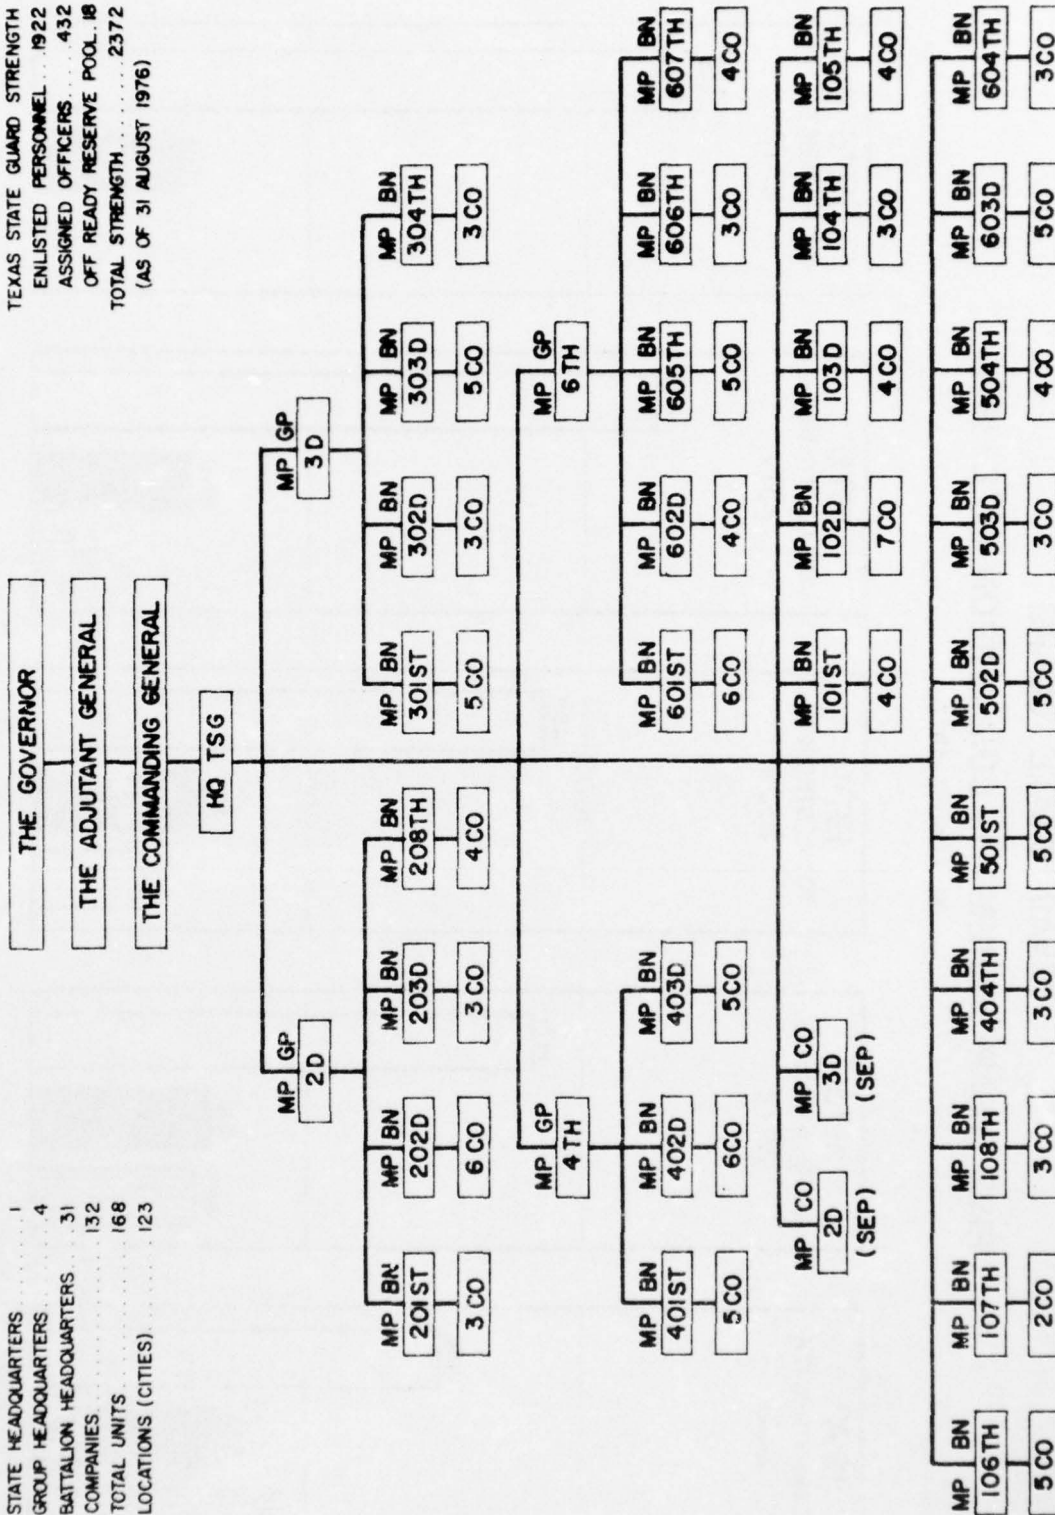 STATE HEADQUARTERS.........1
GROUP HEADQUARTERS.........4
BATTALION HEADQUARTERS..31
COMPANIES..............132
TOTAL UNITS............168
LOCATIONS (CITIES).......123
TEXAS STATE GUARD STRENGTH
ENLISTED PERSONNEL...1922
ASSIGNED OFFICERS.....432
OFF READY RESERVE POOL.18
TOTAL STRENGTH........2372
(AS OF 31 AUGUST 1976)
THE GOVERNOR
THE ADJUTANT GENERAL
THE COMMANDING GENERAL
HQ TSG
MP GP MP GP
2D 3D
MP BN MP BN MP BN MP BN MP BN MP BN MP BN MP BN
201ST 202D 203D 208TH 301ST 302D 303D 304TH
3 CO 6 CO 3 CO 4 CO 5 CO 3 CO 5 CO 3 CO
MP GP MP GP
4TH 6TH
MP BN MP BN MP BN MP BN MP BN MP BN MP BN MP BN
401ST 402D 403D 601ST 602D 605TH 606TH 607TH
5 CO 6 CO 5 CO 6 CO 4 CO 5 CO 3 CO 4 CO
MP CO MP CO MP BN MP BN MP BN MP BN MP BN
2D 3D 101ST 102D 103D 104TH 105TH
(SEP) (SEP) 4 CO 7 CO 4 CO 3 CO 4 CO
MP BN MP BN MP BN MP BN MP BN MP BN MP BN MP BN MP BN MP BN
106TH 107TH 108TH 404TH 501ST 502D 503D 504TH 603D 604TH
5 CO 2 CO 3 CO 3 CO 5 CO 5 CO 3 CO 4 CO 5 CO 3 CO